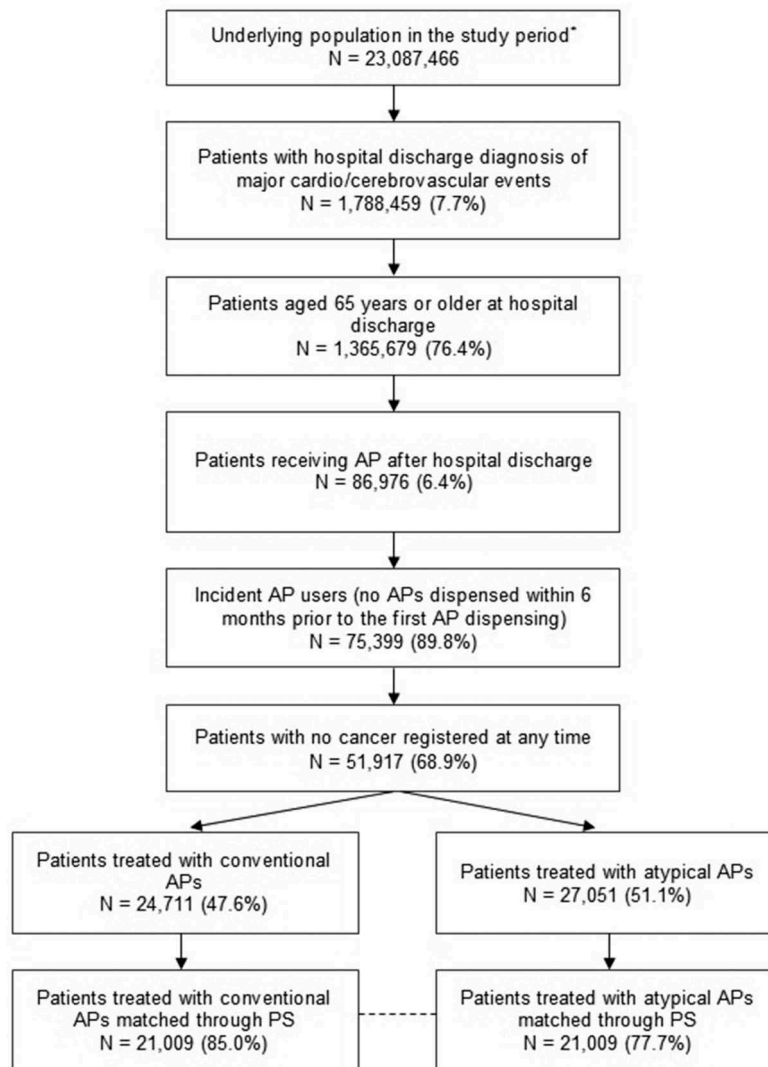 Underlying population in the study period*
N = 23,087,466
Patients with hospital discharge diagnosis of
major cardio/cerebrovascular events
N = 1,788,459 (7.7%)
Patients aged 65 years or older at hospital
discharge
N = 1,365,679 (76.4%)
Patients receiving AP after hospital discharge
N = 86,976 (6.4%)
Incident AP users (no APs dispensed within 6
months prior to the first AP dispensing)
N = 75,399 (89.8%)
Patients with no cancer registered at any time
N = 51,917 (68.9%)
Patients treated with conventional
APs
N = 24,711 (47.6%)
Patients treated with atypical APs
N = 27,051 (51.1%)
Patients treated with conventional
APs matched through PS
N = 21,009 (85.0%)
Patients treated with atypical APs
matched through PS
N = 21,009 (77.7%)